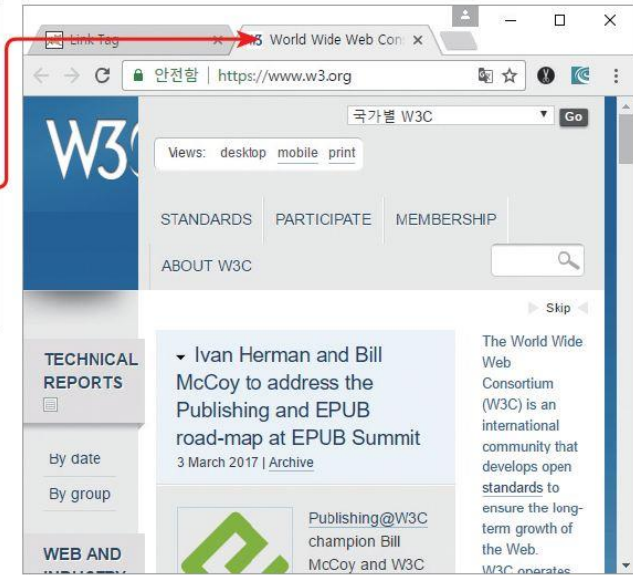 Link Tag
W3 World Wide Web Con
안전함 | https://www.w3.org
국가별 W3C
Go
W3C
Views: desktop mobile print
STANDARDS PARTICIPATE MEMBERSHIP
ABOUT W3C
Skip
TECHNICAL
REPORTS
By date
By group
WEB AND
Ivan Herman and Bill
McCoy to address the
Publishing and EPUB
road-map at EPUB Summit
3 March 2017 | Archive
Publishing@W3C
champion Bill
McCoy and W3C
The World Wide
Web
Consortium
(W3C) is an
international
community that
develops open
standards to
ensure the long-
term growth of
the Web.
W3C operates